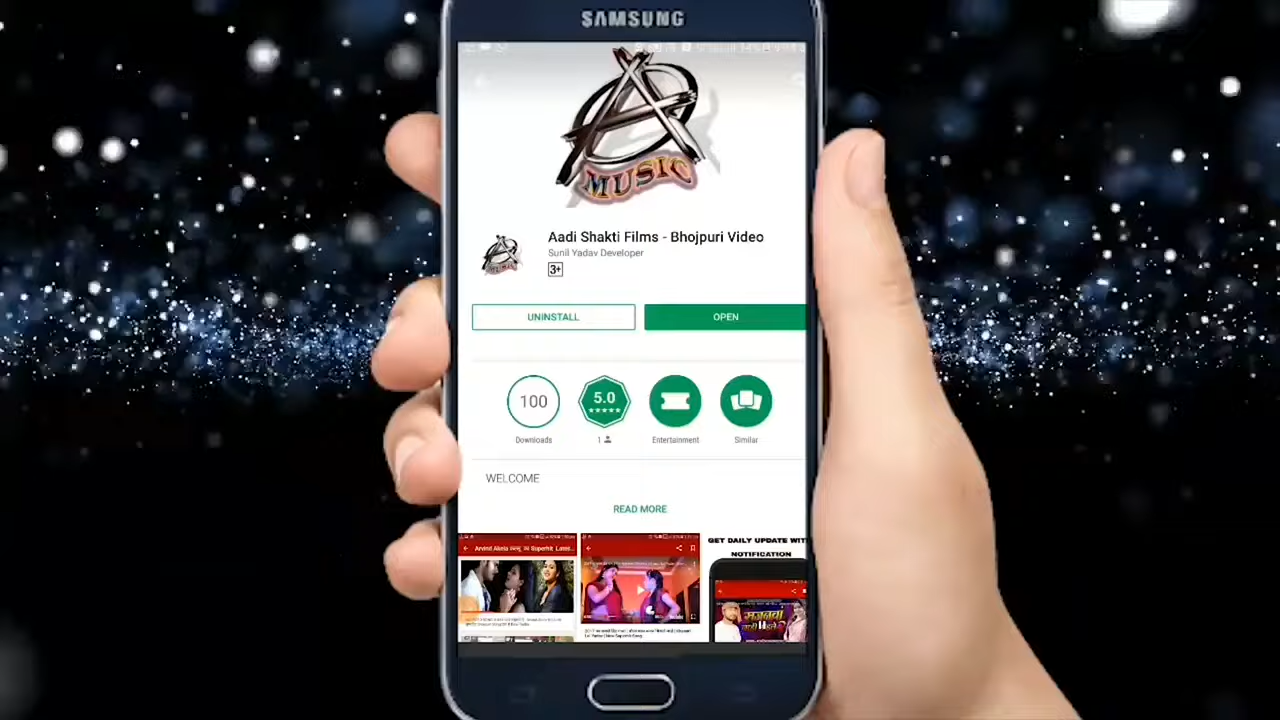 SAMSUNG
MUSIC
Aadi Shakti Films - Bhojpuri Video
Sunil Yadav Developer
3+
UNINSTALL
OPEN
100
5.0
Downloads
1
Entertainment
Similar
WELCOME
READ MORE
GET DAILY UPDATE WITH
NOTIFICATION